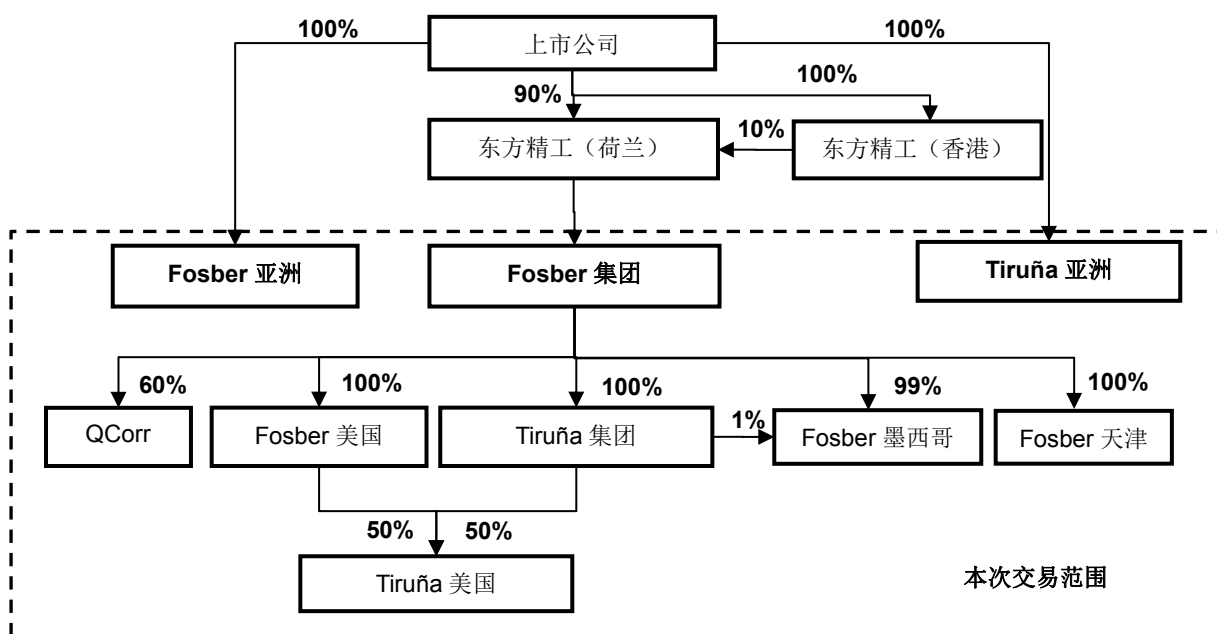 100%
上市公司
100%
90%
100%
东方精工（荷兰）
10%
东方精工（香港）
Fosber 亚洲
Fosber 集团
Tiruña 亚洲
60%
100%
100%
99%
100%
QCorr
Fosber 美国
Tiruña 集团
1%
Fosber 墨西哥
Fosber 天津
50%
50%
Tiruña 美国
本次交易范围